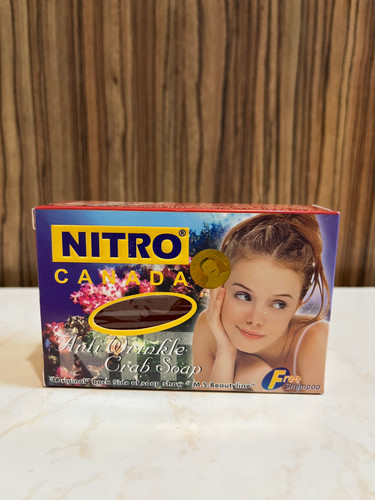 NITRO®
CANADA
Anti Wrinkle
Crab Soap
"Original" back Side of soap show "M.S.Beautyline"
Free
Shampoo